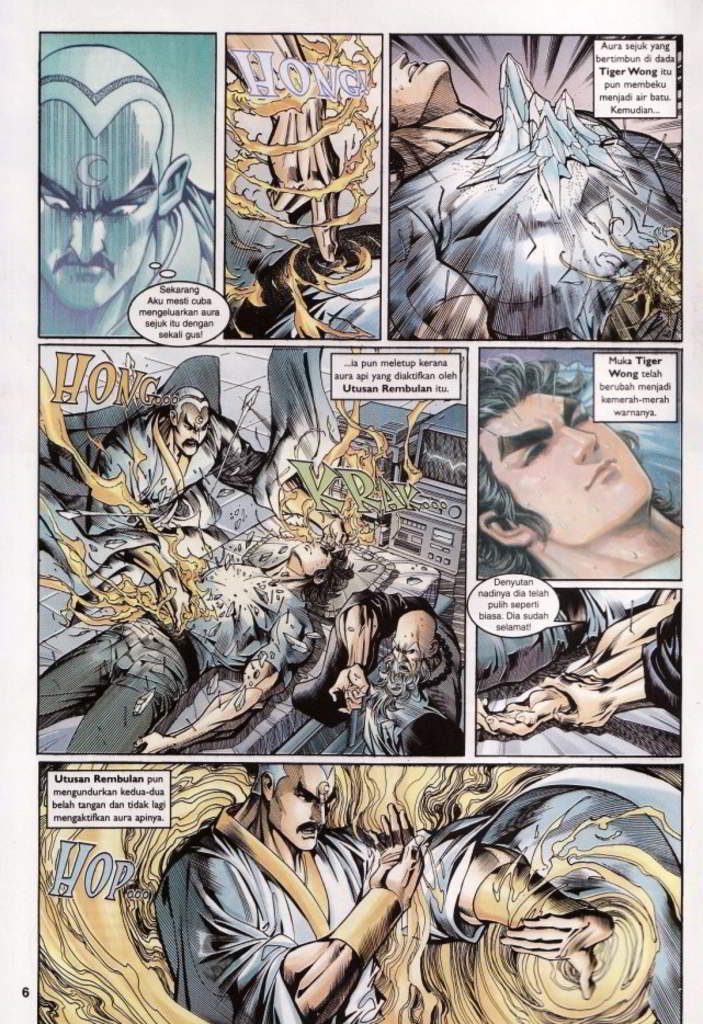 Sekarang
Aku mesti cuba
mengeluarkan aura
sejuk itu dengan
sekali gus!
HONG!
Aura sejuk yang
bertimbun di dada
Tiger Wong itu
pun membeku
menjadi air batu.
Kemudian...
HONG...
...ia pun meletup kerana
aura api yang diaktifkan oleh
Utusan Rembulan itu.
KRAK...
Muka Tiger
Wong telah
berubah menjadi
kemerah-merah
warnanya.
Denyutan
nadinya dia telah
pulih seperti
biasa. Dia sudah
selamat!
Utusan Rembulan pun
mengundurkan kedua-dua
belah tangan dan tidak lagi
mengaktifkan aura apinya.
HOP...
6